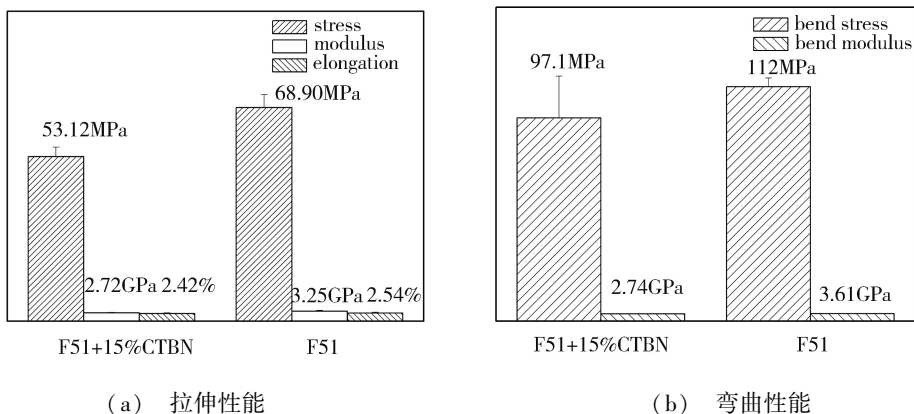 stress
modulus
elongation
68.90MPa
53.12MPa
2.72GPa 2.42%
3.25GPa 2.54%
F51+15%CTBN
F51
(a) 拉伸性能
bend stress
bend modulus
97.1MPa
112MPa
2.74GPa
3.61GPa
F51+15%CTBN
F51
(b) 弯曲性能